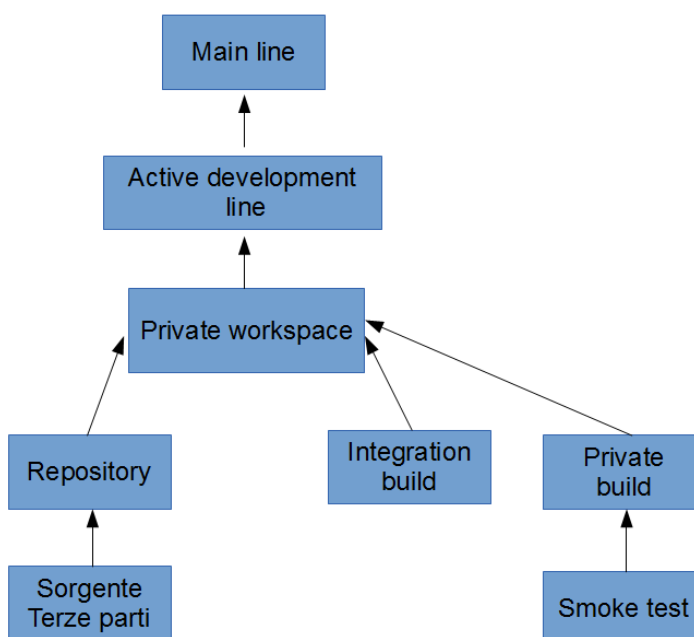 Main line
Active development
line
Private workspace
Repository
Integration
build
Private
build
Sorgente
Terze parti
Smoke test